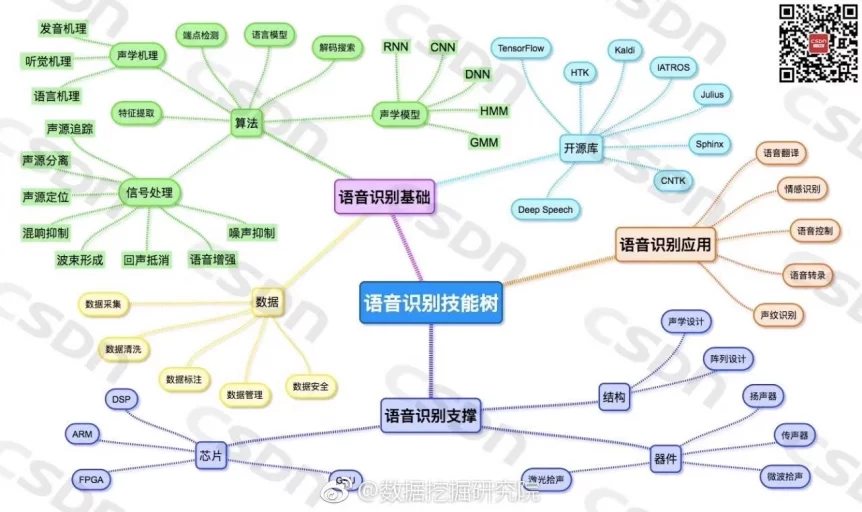 语音识别技能树
语音识别基础
算法
声学机理
发音机理
听觉机理
语言机理
端点检测
语言模型
解码搜索
特征提取
声学模型
RNN
CNN
DNN
HMM
GMM
信号处理
声源追踪
声源分离
声源定位
混响抑制
波束形成
回声抵消
语音增强
噪声抑制
数据
数据采集
数据清洗
数据标注
数据管理
数据安全
开源库
TensorFlow
HTK
Kaldi
IATROS
Julius
Sphinx
CNTK
Deep Speech
语音识别应用
语音翻译
情感识别
语音控制
语音转录
声纹识别
语音识别支撑
结构
声学设计
阵列设计
器件
扬声器
传声器
微波拾声
激光拾声
芯片
DSP
ARM
FPGA
CSDN
@数据挖掘研究院